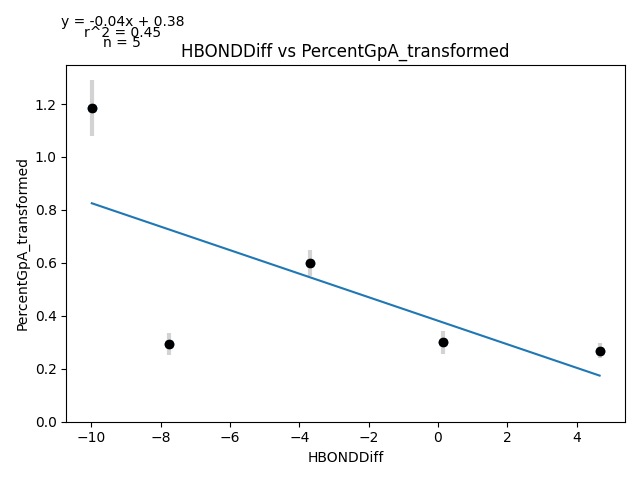 y = -0.04x + 0.38
r^2 = 0.45
n = 5
HBONDDiff vs PercentGpA_transformed
PercentGpA_transformed
1.2
1.0
0.8
0.6
0.4
0.2
0.0
−10 −8 −6 −4 −2 0 2 4
HBONDDiff